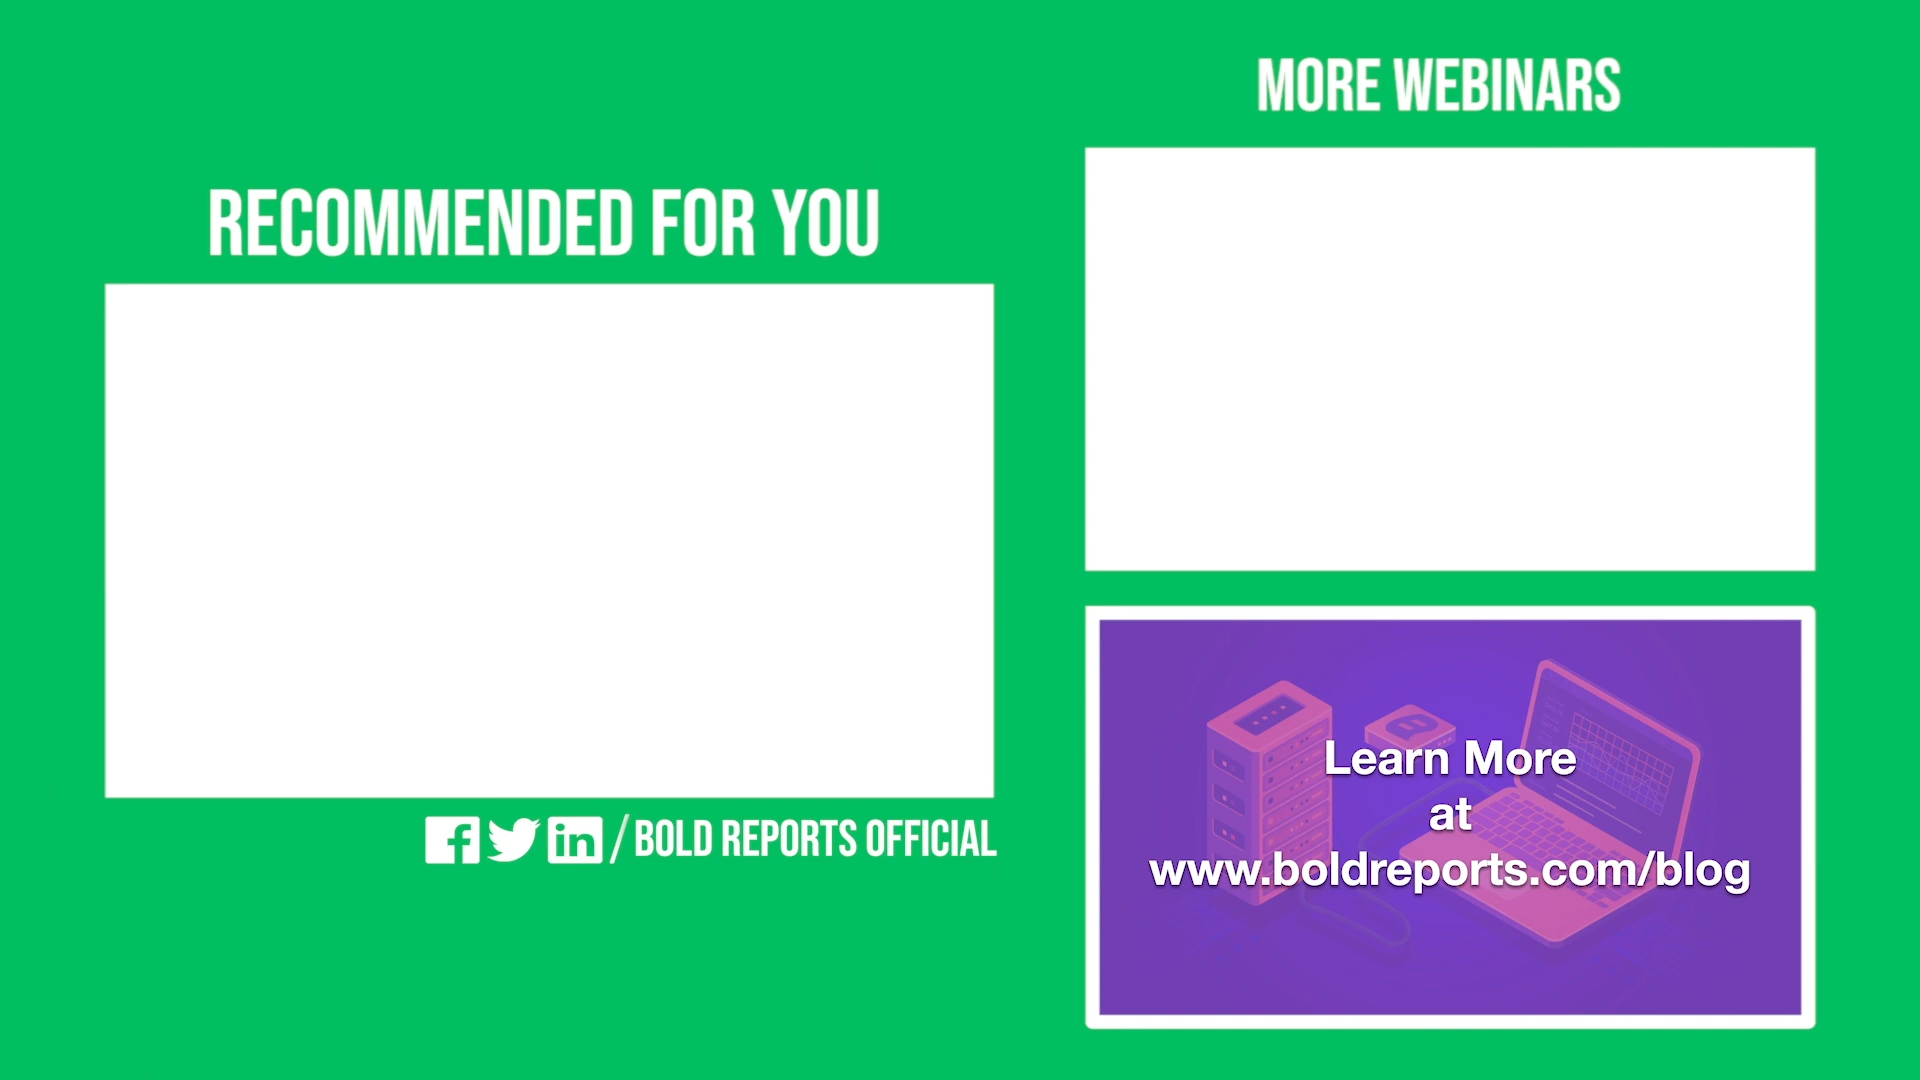 RECOMMENDED FOR YOU
/BOLD REPORTS OFFICIAL
MORE WEBINARS
Learn More
at
www.boldreports.com/blog